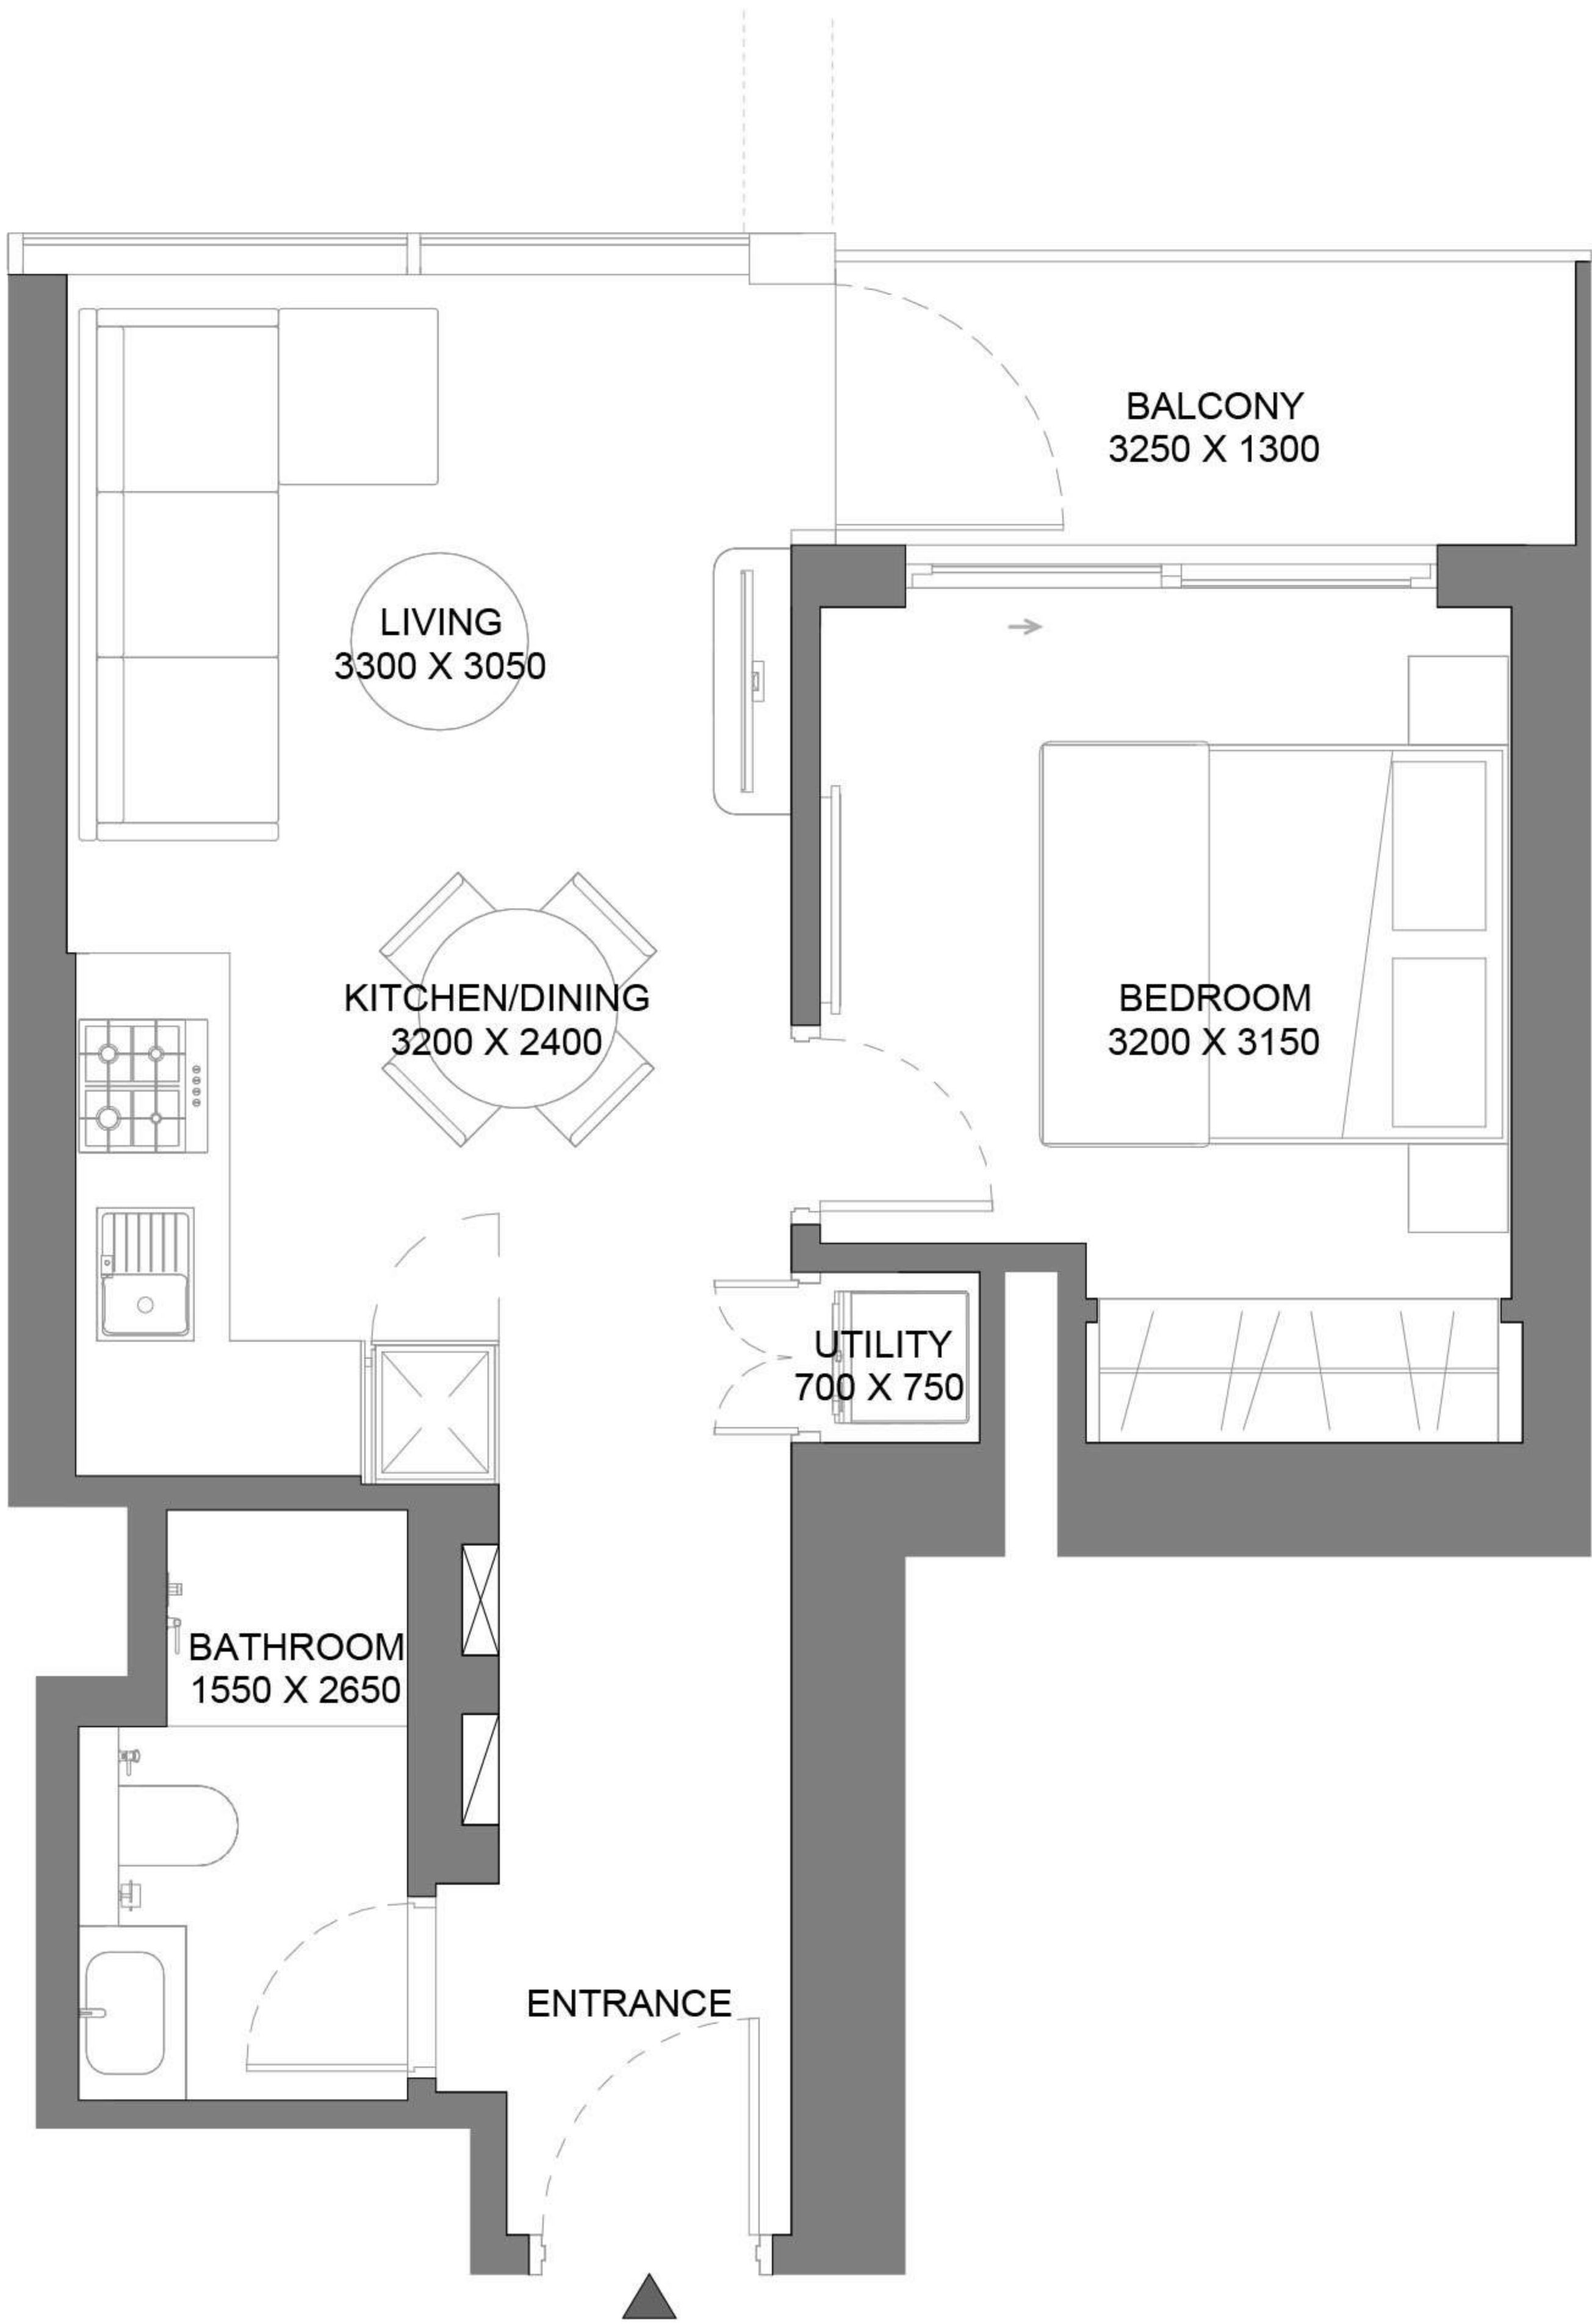 BALCONY
3250 X 1300
LIVING
3300 X 3050
KITCHEN/DINING
3200 X 2400
BEDROOM
3200 X 3150
UTILITY
700 X 750
BATHROOM
1550 X 2650
ENTRANCE